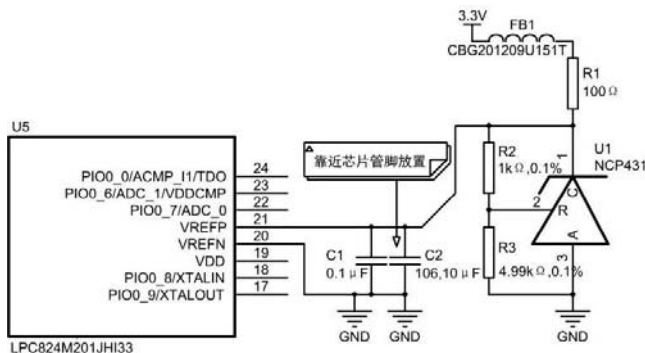 3.3V
FB1
CBG201209U151T
R1
100Ω
U5
靠近芯片管脚放置
R2
1kΩ,0.1%
U1
NCP431
1
C
2
R
A
3
PIO0_0/ACMP_I1/TDO 24
PIO0_6/ADC_1/VDDCMP 23
PIO0_7/ADC_0 22
VREFP 21
VREFN 20
VDD 19
PIO0_8/XTALIN 18
PIO0_9/XTALOUT 17
C1
0.1μF
C2
106,10μF
R3
4.99kΩ,0.1%
GND
GND
GND
GND
LPC824M201JHI33